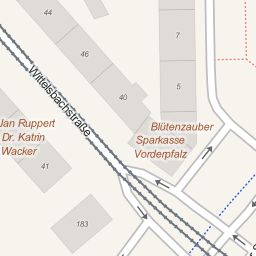 44
46
7
Wittelsbachstraße
5
40
Jan Ruppert
Dr. Katrin
Wacker
41
Blütenzauber
Sparkasse
Vorderpfalz
183